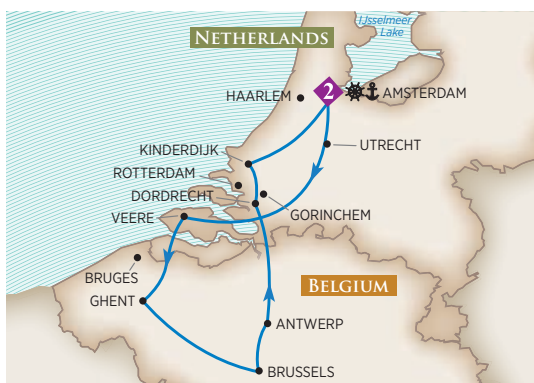 IJsselmeer
Lake
NETHERLANDS
HAARLEM
2
AMSTERDAM
UTRECHT
KINDERDIJK
ROTTERDAM
DORDRECHT
GORINCHEM
VEERE
BRUGES
BELGIUM
GHENT
ANTWERP
BRUSSELS